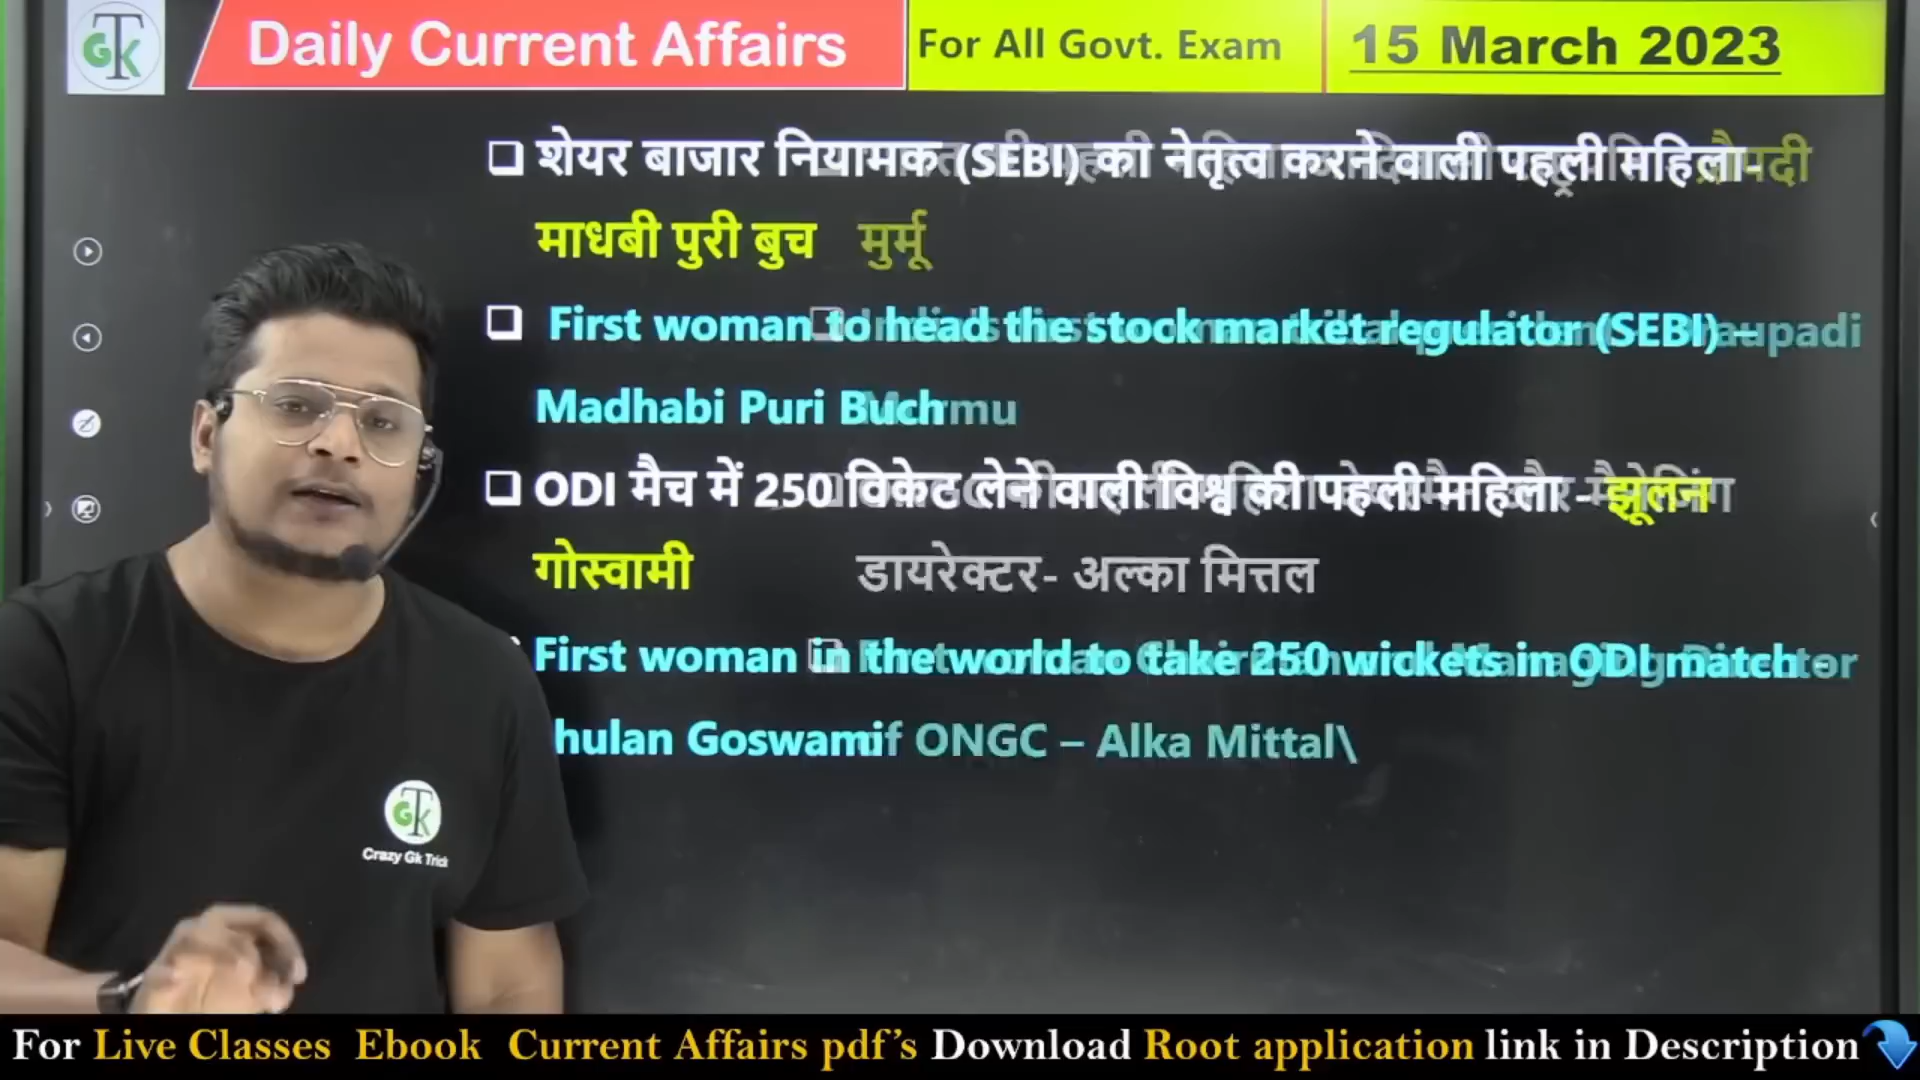 Daily Current Affairs
For All Govt. Exam
15 March 2023
❑ शेयर बाजार नियामक (SEBI) का नेतृत्व करने वाली पहली महिला- द्रौपदी
माधबी पुरी बुच मुर्मू
❑ First woman to head the stock market regulator (SEBI) –
Madhabi Puri Buch
❑ ODI मैच में 250 विकेट लेने वाली विश्व की पहली महिला - झूलन
गोस्वामी डायरेक्टर- अल्का मित्तल
First woman in the world to take 250 wickets in ODI match -
hulan Goswami of ONGC – Alka Mittal\
GTK
Crazy Gk Trick
For Live Classes Ebook Current Affairs pdf's Download Root application link in Description